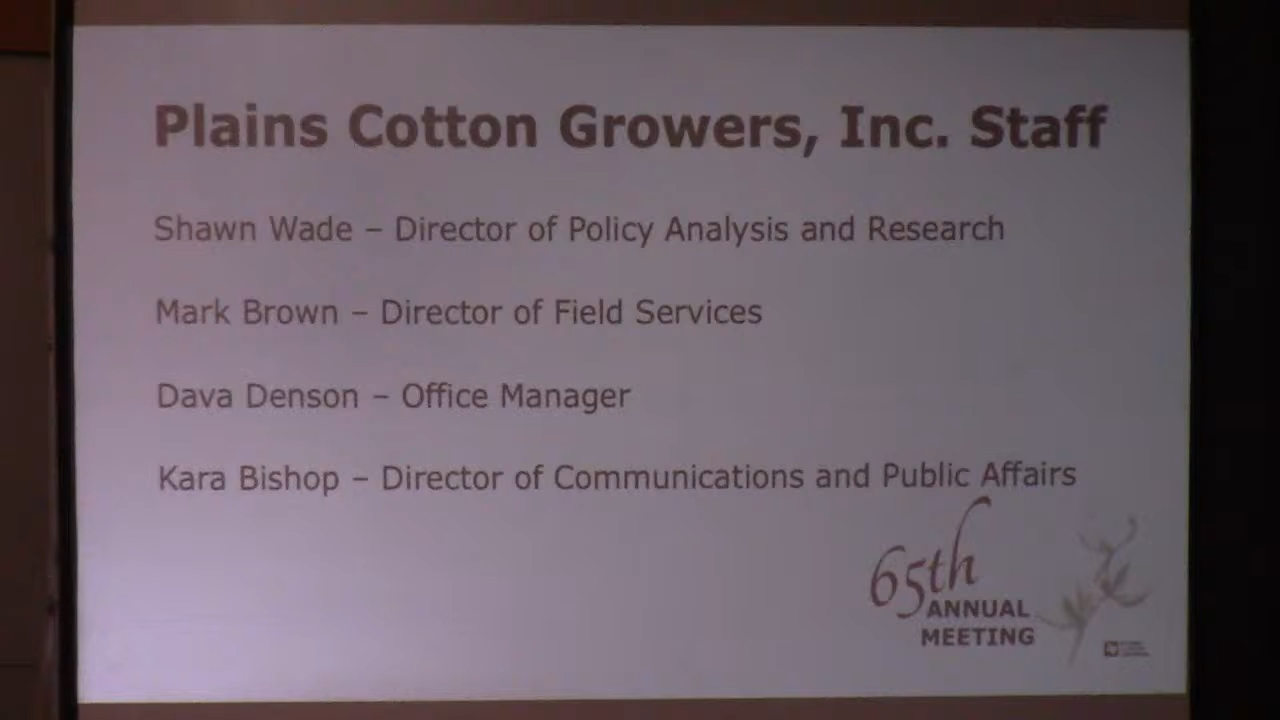 Plains Cotton Growers, Inc. Staff
Shawn Wade – Director of Policy Analysis and Research
Mark Brown – Director of Field Services
Dava Denson – Office Manager
Kara Bishop – Director of Communications and Public Affairs
65th
ANNUAL
MEETING